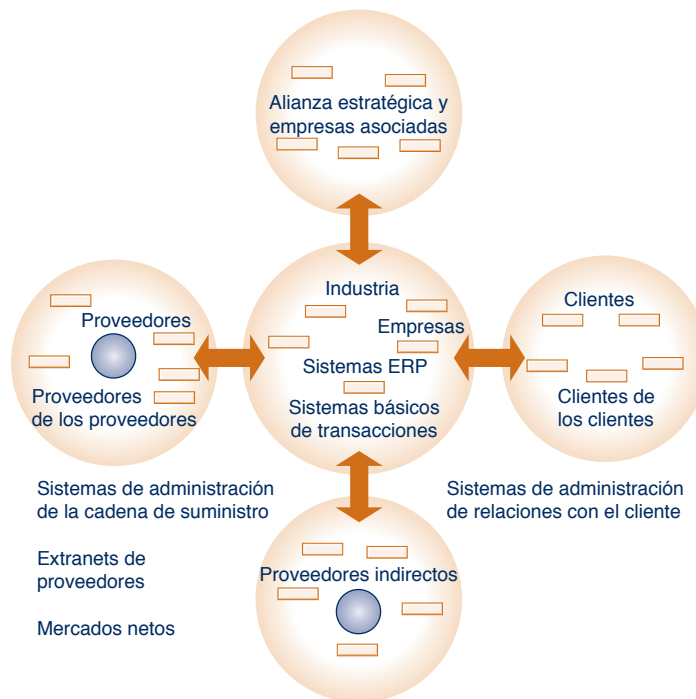 Alianza estratégica y
empresas asociadas
Industria
Empresas
Sistemas ERP
Sistemas básicos
de transacciones
Proveedores
Proveedores
de los proveedores
Clientes
Clientes de
los clientes
Sistemas de administración
de la cadena de suministro
Extranets de
proveedores
Mercados netos
Sistemas de administración
de relaciones con el cliente
Proveedores indirectos